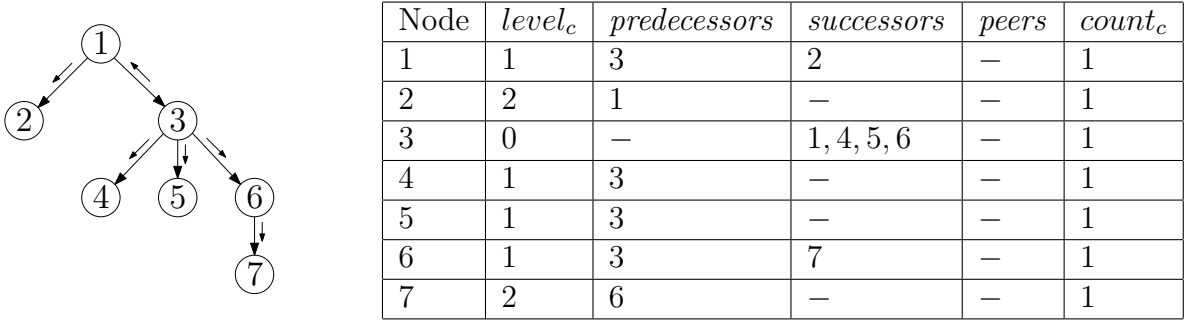 1
2
3
4
5
6
7
Node level_c predecessors successors peers count_c
1 1 3 2 – 1
2 2 1 – – 1
3 0 – 1, 4, 5, 6 – 1
4 1 3 – – 1
5 1 3 – – 1
6 1 3 7 – 1
7 2 6 – – 1